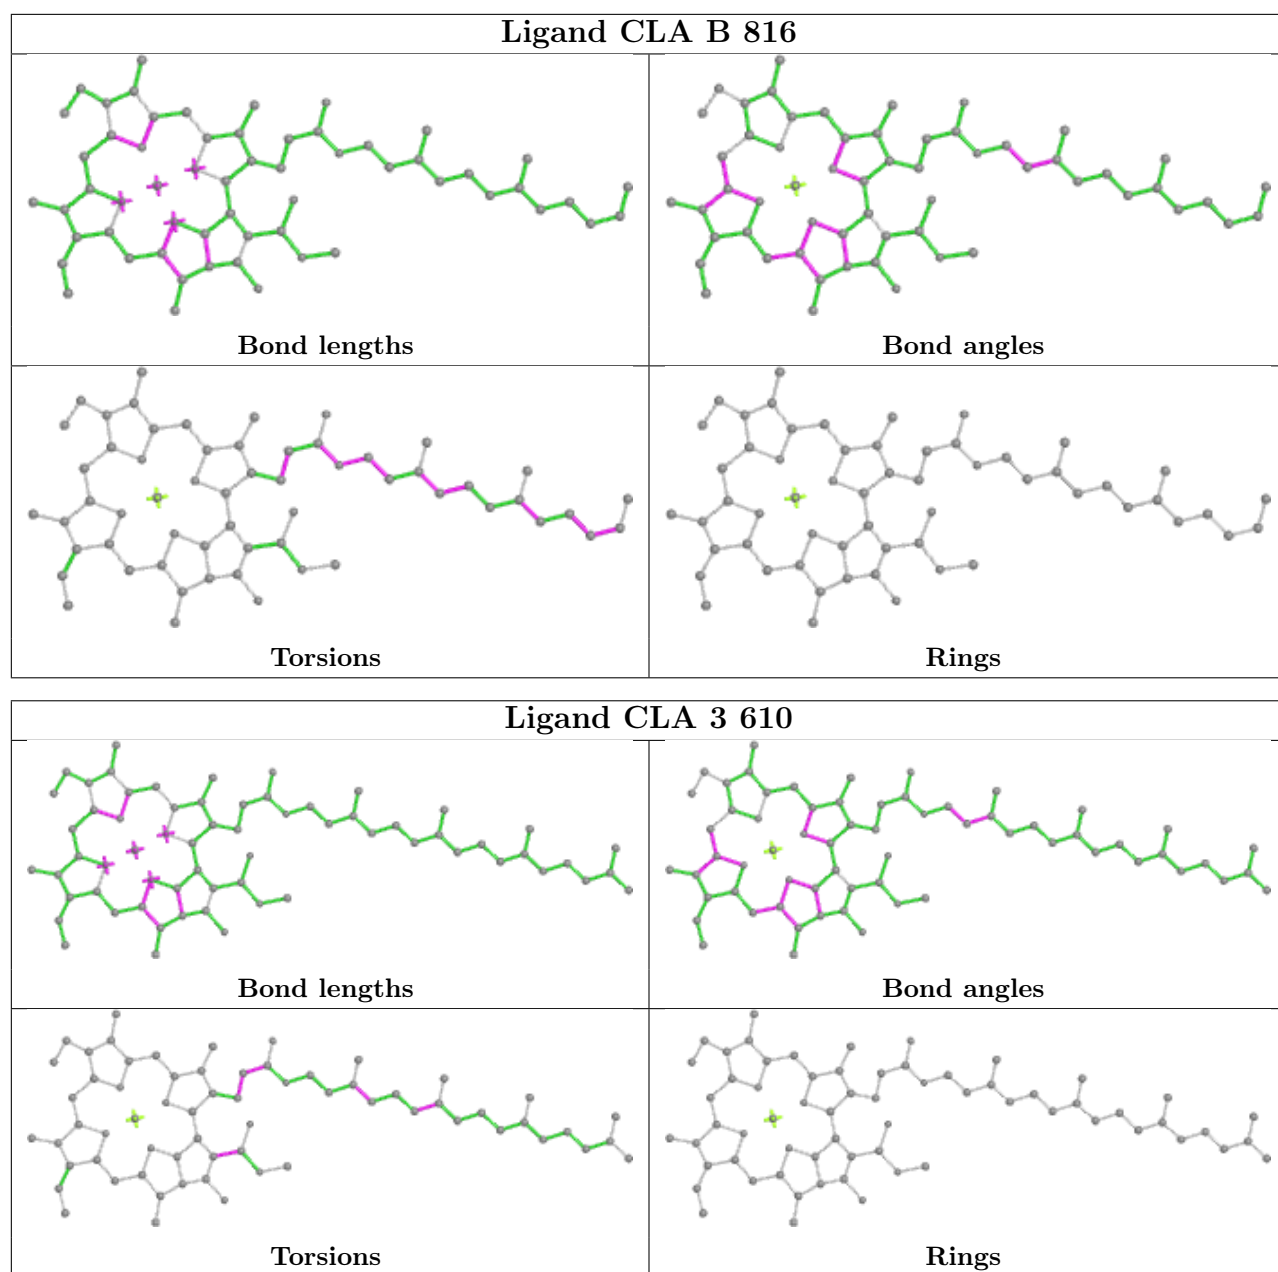 Ligand CLA B 816
Bond lengths
Bond angles
Torsions
Rings
Ligand CLA 3 610
Bond lengths
Bond angles
Torsions
Rings